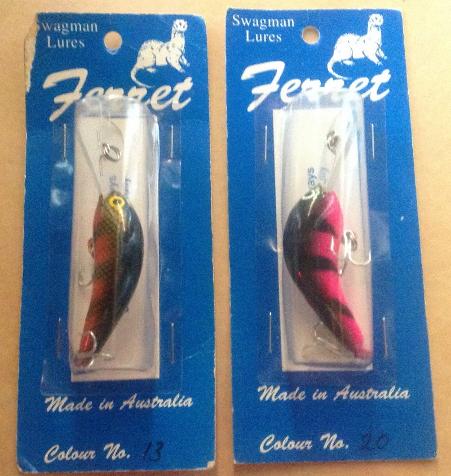 Swagman
Lures
Ferret
Made in Australia
Colour No. 13
Swagman
Lures
Ferret
Made in Australia
Colour No. 20